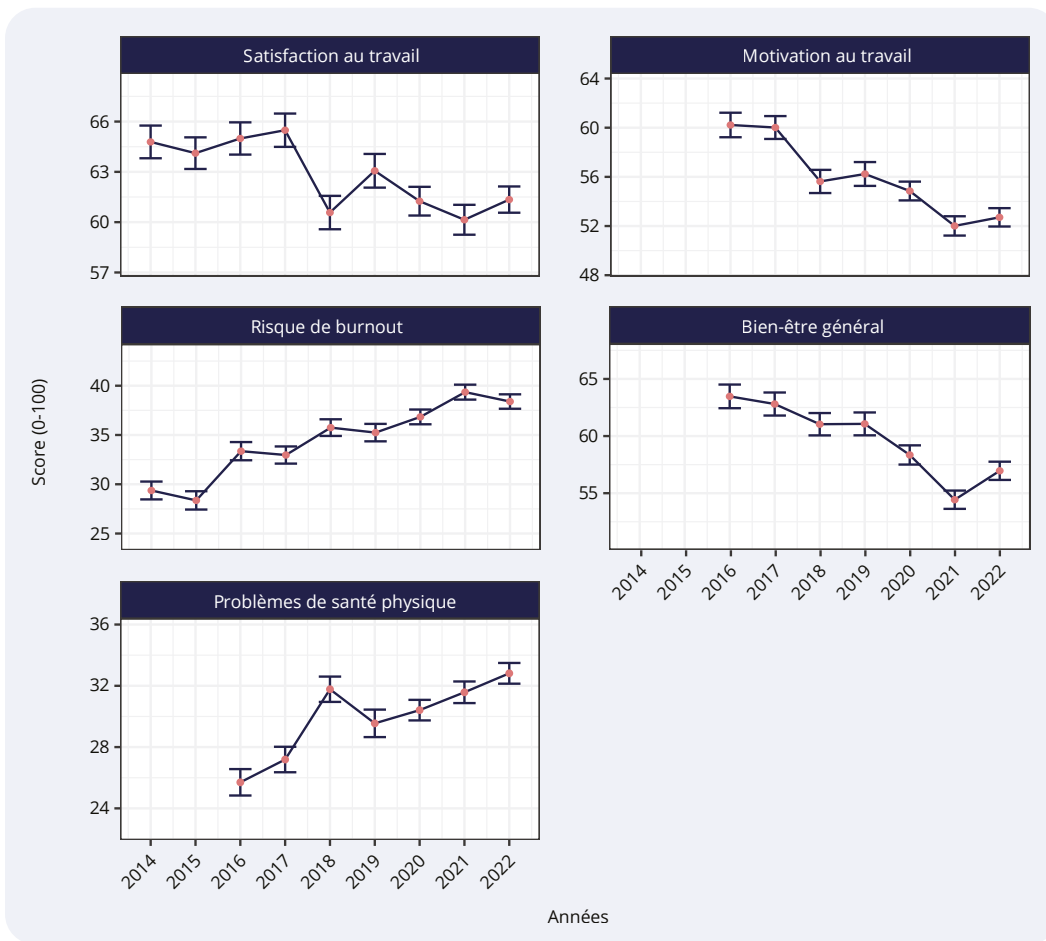 Satisfaction au travail
66
63
60
57
Motivation au travail
64
60
56
52
48
Score (0-100)
Risque de burnout
40
35
30
25
Bien-être général
65
60
55
2014 2015 2016 2017 2018 2019 2020 2021 2022
Problèmes de santé physique
36
32
28
24
2014 2015 2016 2017 2018 2019 2020 2021 2022
Années